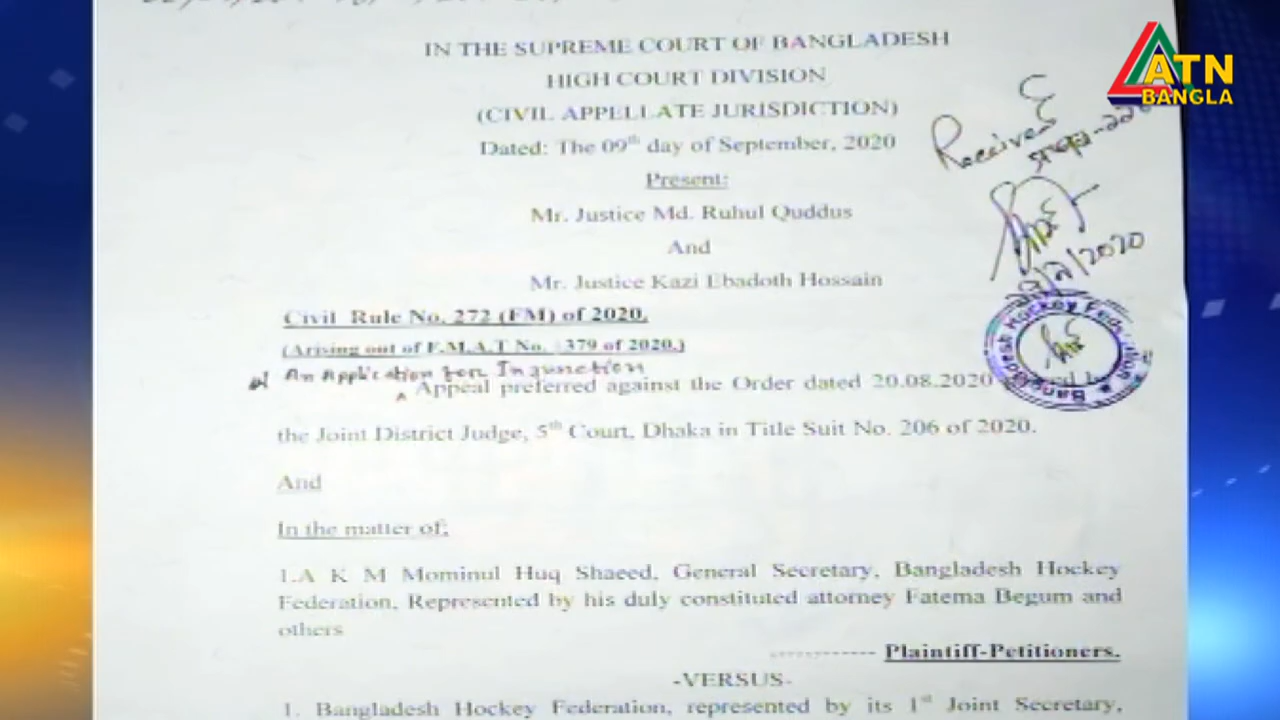 ATN
BANGLA
IN THE SUPREME COURT OF BANGLADESH
HIGH COURT DIVISION
(CIVIL APPELLATE JURISDICTION)
Dated: The 09th day of September, 2020
Present:
Mr. Justice Md. Ruhul Quddus
And
Mr. Justice Kazi Ebadoth Hossain
Received
2020
Bangladesh Hockey Federation
Civil Rule No. 272 (FM) of 2020.
(Arising out of F.M.A.T No. 379 of 2020.)
An Application for Injunction
Appeal preferred against the Order dated 20.08.2020
the Joint District Judge, 5th Court, Dhaka in Title Suit No. 206 of 2020.
And
In the matter of:
1.A K M Mominul Huq Shaeed, General Secretary, Bangladesh Hockey
Federation, Represented by his duly constituted attorney Fatema Begum and
others
------------ Plaintiff-Petitioners.
-VERSUS-
1. Bangladesh Hockey Federation, represented by its 1st Joint Secretary,